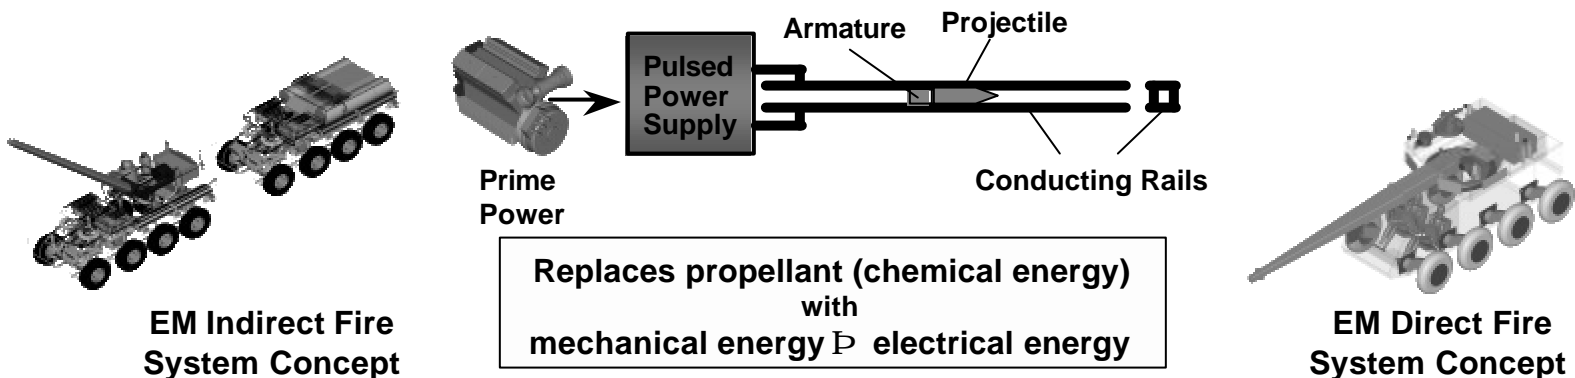 Armature
Projectile
Pulsed
Power
Supply
Prime
Power
Conducting Rails
EM Indirect Fire
System Concept
Replaces propellant (chemical energy)
with
mechanical energy Þ electrical energy
EM Direct Fire
System Concept